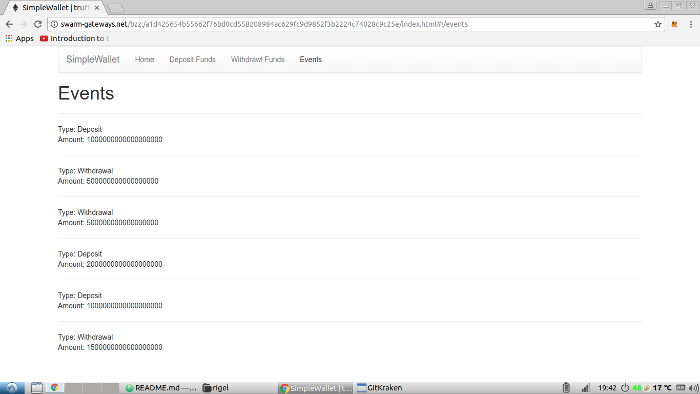 SimpleWallet | truf
swarm-gateways.net/bzz:/a1d425654b55662f76bd0cd558208984ac629fc9d9852f3b2224c74028c9c25e/index.html#!/events
Apps Introduction to
SimpleWallet Home Deposit Funds Withdrawl Funds Events
Events
Type: Deposit
Amount: 1000000000000000000
Type: Withdrawal
Amount: 500000000000000000
Type: Withdrawal
Amount: 500000000000000000
Type: Deposit
Amount: 2000000000000000000
Type: Deposit
Amount: 1000000000000000000
Type: Withdrawal
Amount: 1500000000000000000
README.md —... rigel SimpleWallet | t... GitKraken 19:42 48 17 °C